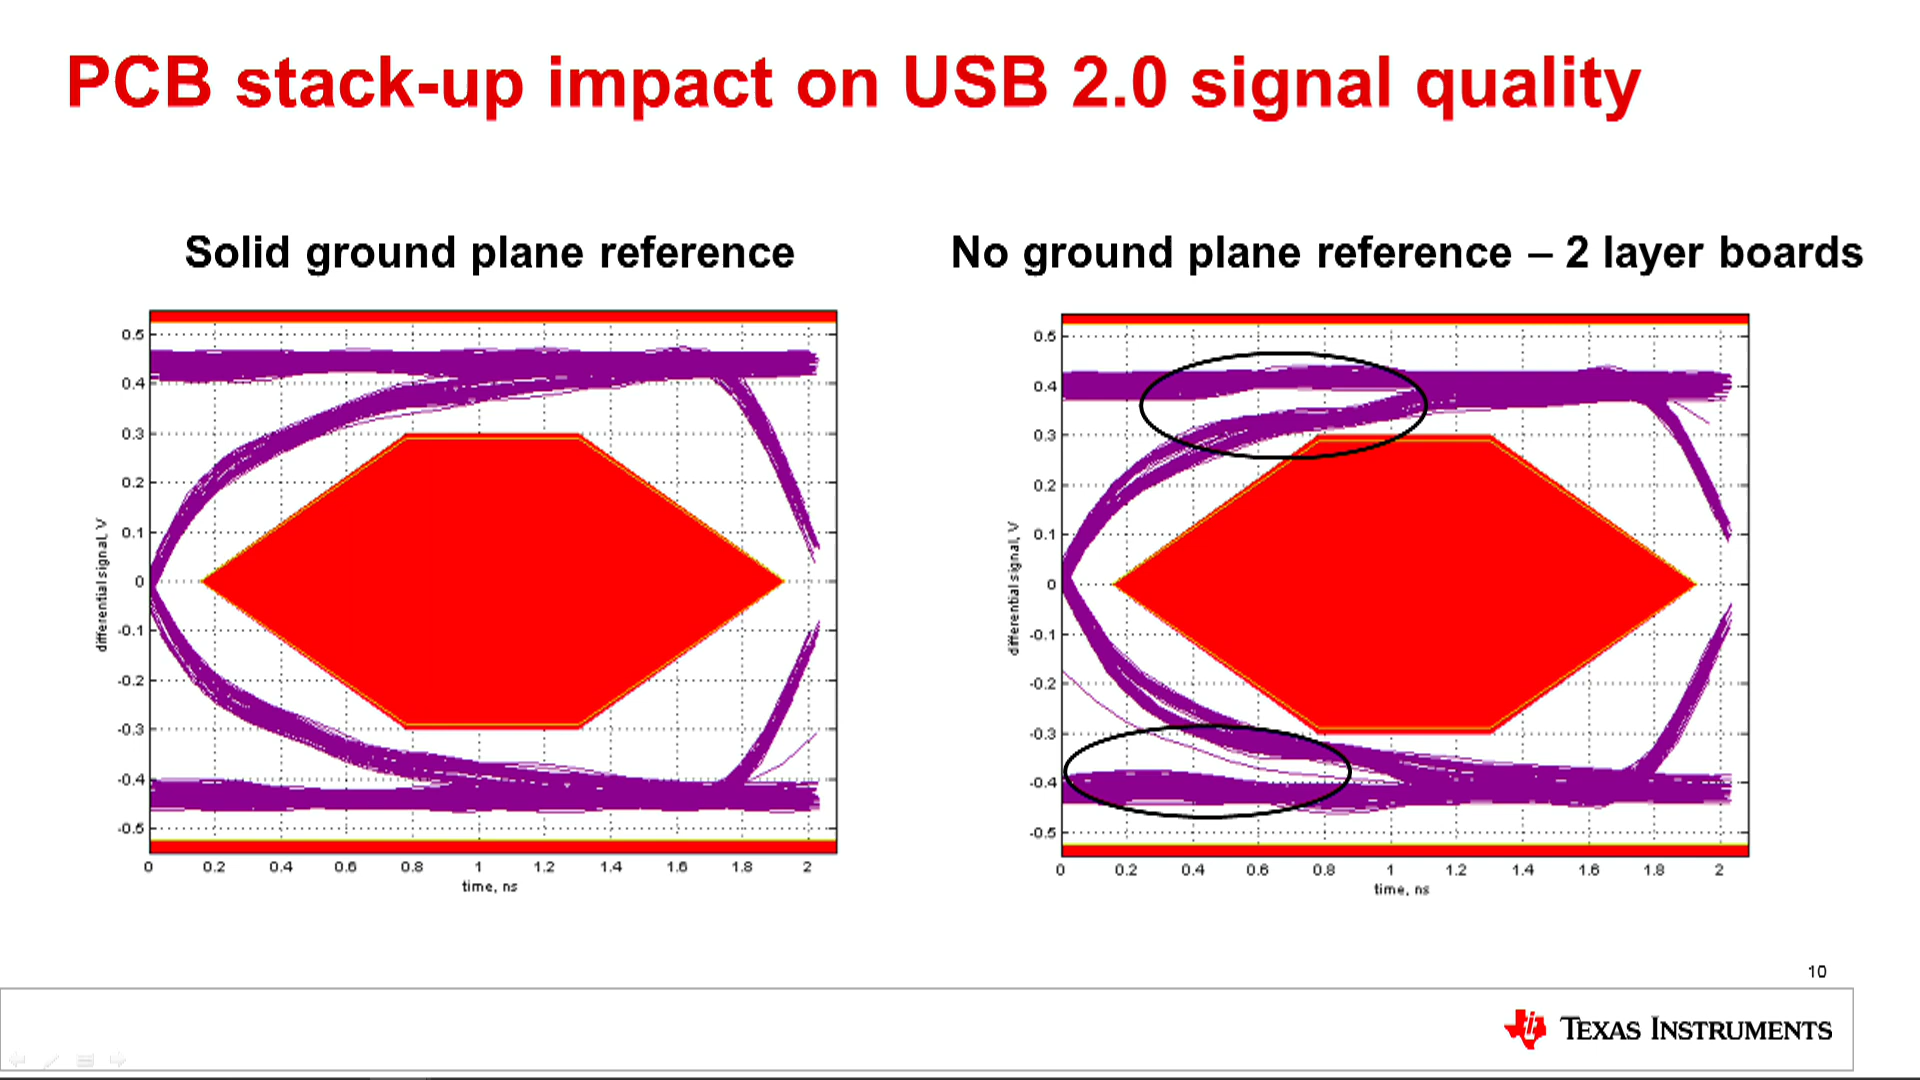 PCB stack-up impact on USB 2.0 signal quality
Solid ground plane reference
No ground plane reference – 2 layer boards
0.5
0.4
0.3
0.2
0.1
0
-0.1
-0.2
-0.3
-0.4
-0.5
differential signal, V
0 0.2 0.4 0.6 0.8 1 1.2 1.4 1.6 1.8 2
time, ns
0.5
0.4
0.3
0.2
0.1
0
-0.1
-0.2
-0.3
-0.4
-0.5
differential signal, V
0 0.2 0.4 0.6 0.8 1 1.2 1.4 1.6 1.8 2
time, ns
10
TEXAS INSTRUMENTS